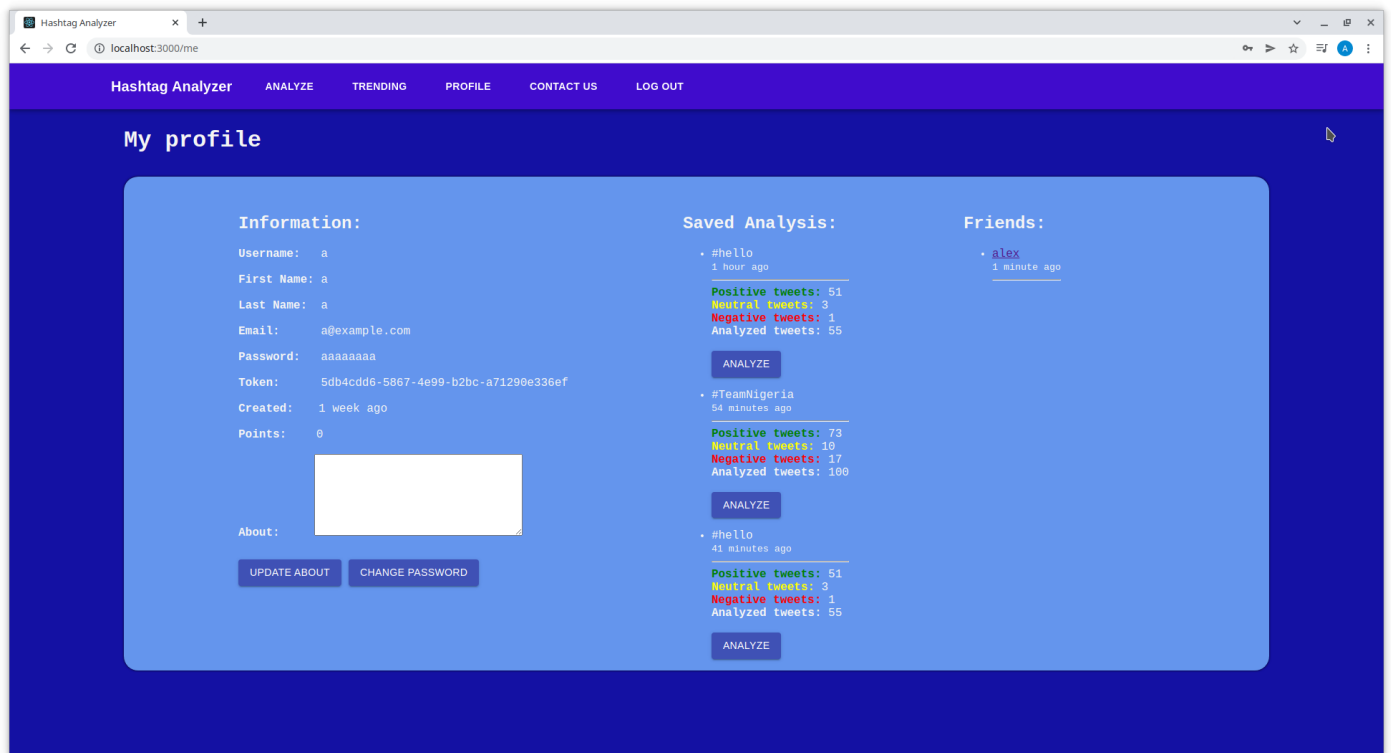 Hashtag Analyzer
localhost:3000/me
A
Hashtag Analyzer ANALYZE TRENDING PROFILE CONTACT US LOG OUT
My profile
Information:
Username: a
First Name: a
Last Name: a
Email: a@example.com
Password: aaaaaaaa
Token: 5db4cdd6-5867-4e99-b2bc-a71290e336ef
Created: 1 week ago
Points: 0
About:
UPDATE ABOUT CHANGE PASSWORD
Saved Analysis:
#hello
1 hour ago
Positive tweets: 51
Neutral tweets: 3
Negative tweets: 1
Analyzed tweets: 55
ANALYZE
#TeamNigeria
54 minutes ago
Positive tweets: 73
Neutral tweets: 10
Negative tweets: 17
Analyzed tweets: 100
ANALYZE
#hello
41 minutes ago
Positive tweets: 51
Neutral tweets: 3
Negative tweets: 1
Analyzed tweets: 55
ANALYZE
Friends:
alex
1 minute ago